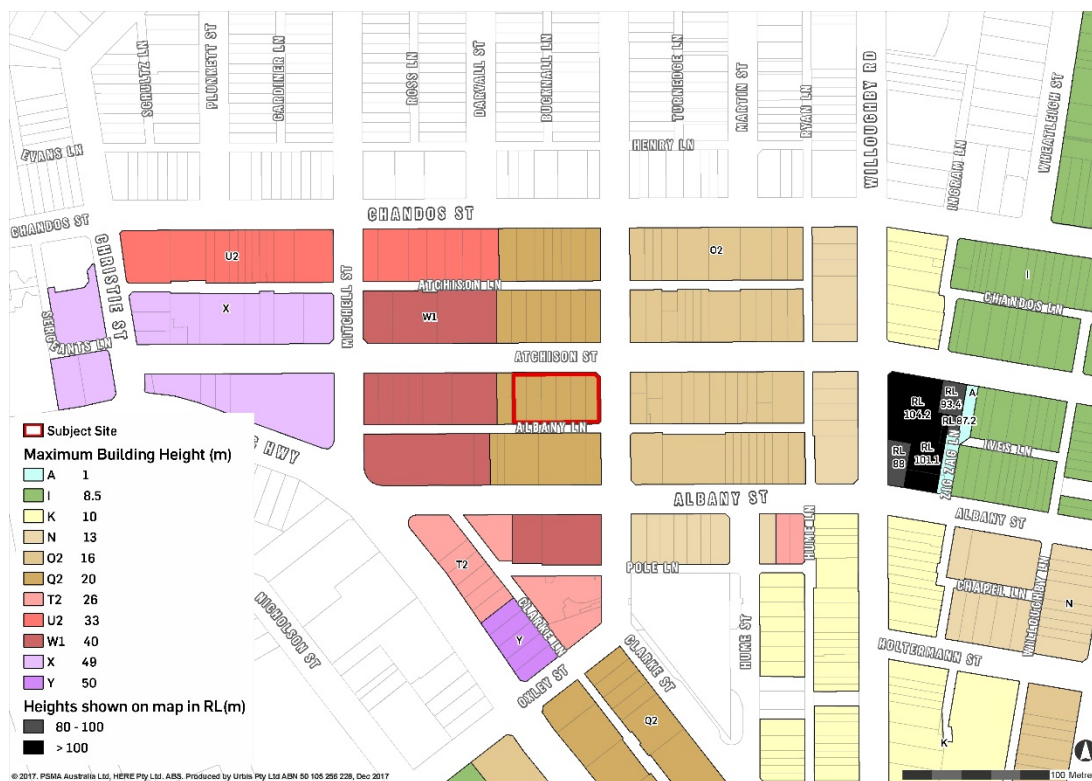 SCHULTZ LN
PLUNKETT ST
GARDINER LN
ROSS LN
DARVALL ST
BUCKNALL LN
TURNEDGE LN
MARTIN ST
RYAN LN
WILLOUGHBY RD
INGRAM LN
WHEATLEIGH ST
EVANS LN
HENRY LN
CHANDOS ST
CHANDOS ST
CHRISTIE ST
U2
O2
ATCHISON LN
I
CHANDOS LN
X
MITCHELL ST
W1
SERGEANTS LN
ATCHISON ST
RL
104.2
RL
93.4
A
RL 87.2
ALBANY LN
IVES LN
HWY
RL
88
RL
101.1
ZIG ZAG LN
ALBANY ST
ALBANY ST
HUME LN
T2
POLE LN
CHAPEL LN
N
WILLOUGHBY LN
NICHOLSON ST
CLARKE LN
Y
HUME ST
HOLTERMANN ST
OXLEY ST
CLARKE ST
Q2
K
Subject Site
Maximum Building Height (m)
A 1
I 8.5
K 10
N 13
O2 16
Q2 20
T2 26
U2 33
W1 40
X 49
Y 50
Heights shown on map in RL(m)
80 - 100
> 100
100 Metres
© 2017. PSMA Australia Ltd, HERE Pty Ltd. ABS. Produced by Urbis Pty Ltd ABN 50 105 256 228, Dec 2017